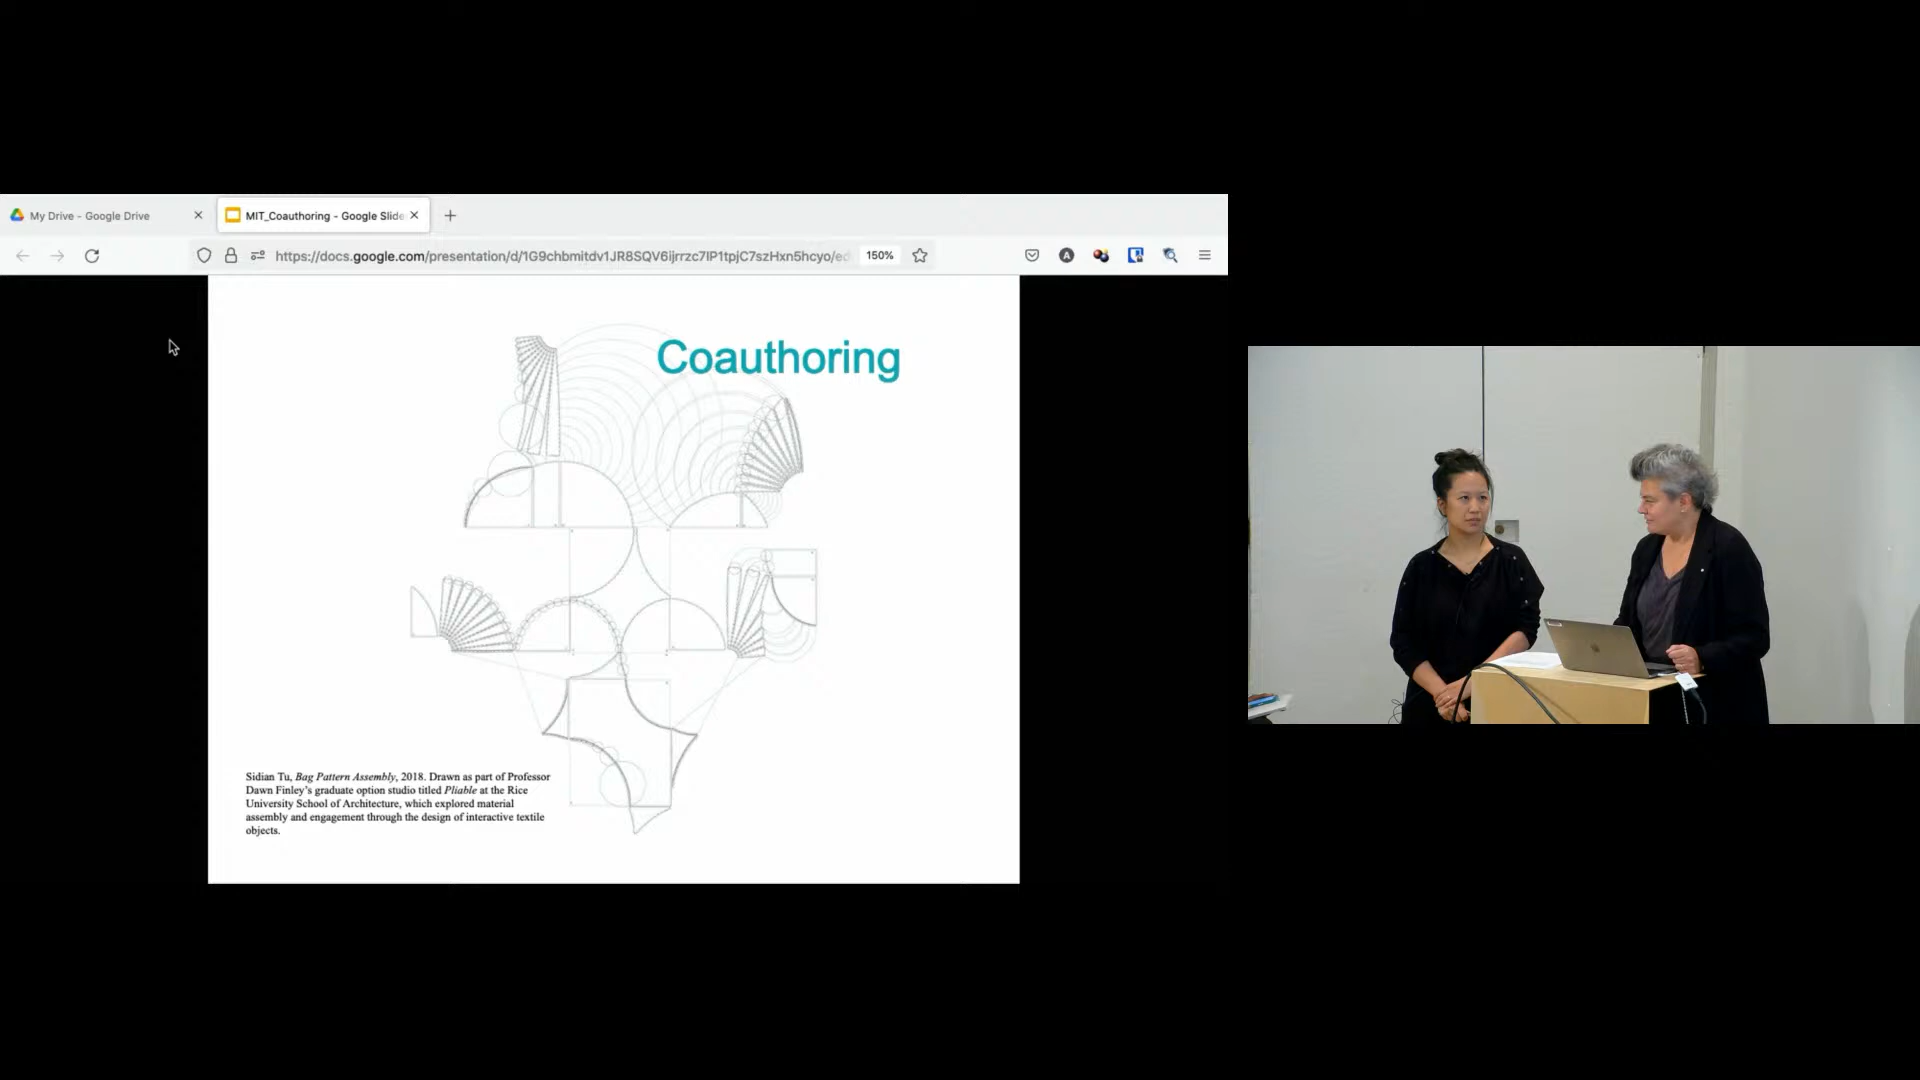 My Drive - Google Drive
MIT_Coauthoring - Google Slide
https://docs.google.com/presentation/d/1G9chbmitdv1JR8SQV6ijrrzc7IP1tpjC7szHxn5hcyo/ed
150%
A
Coauthoring
Sidian Tu, Bag Pattern Assembly, 2018. Drawn as part of Professor
Dawn Finley's graduate option studio titled Pliable at the Rice
University School of Architecture, which explored material
assembly and engagement through the design of interactive textile
objects.